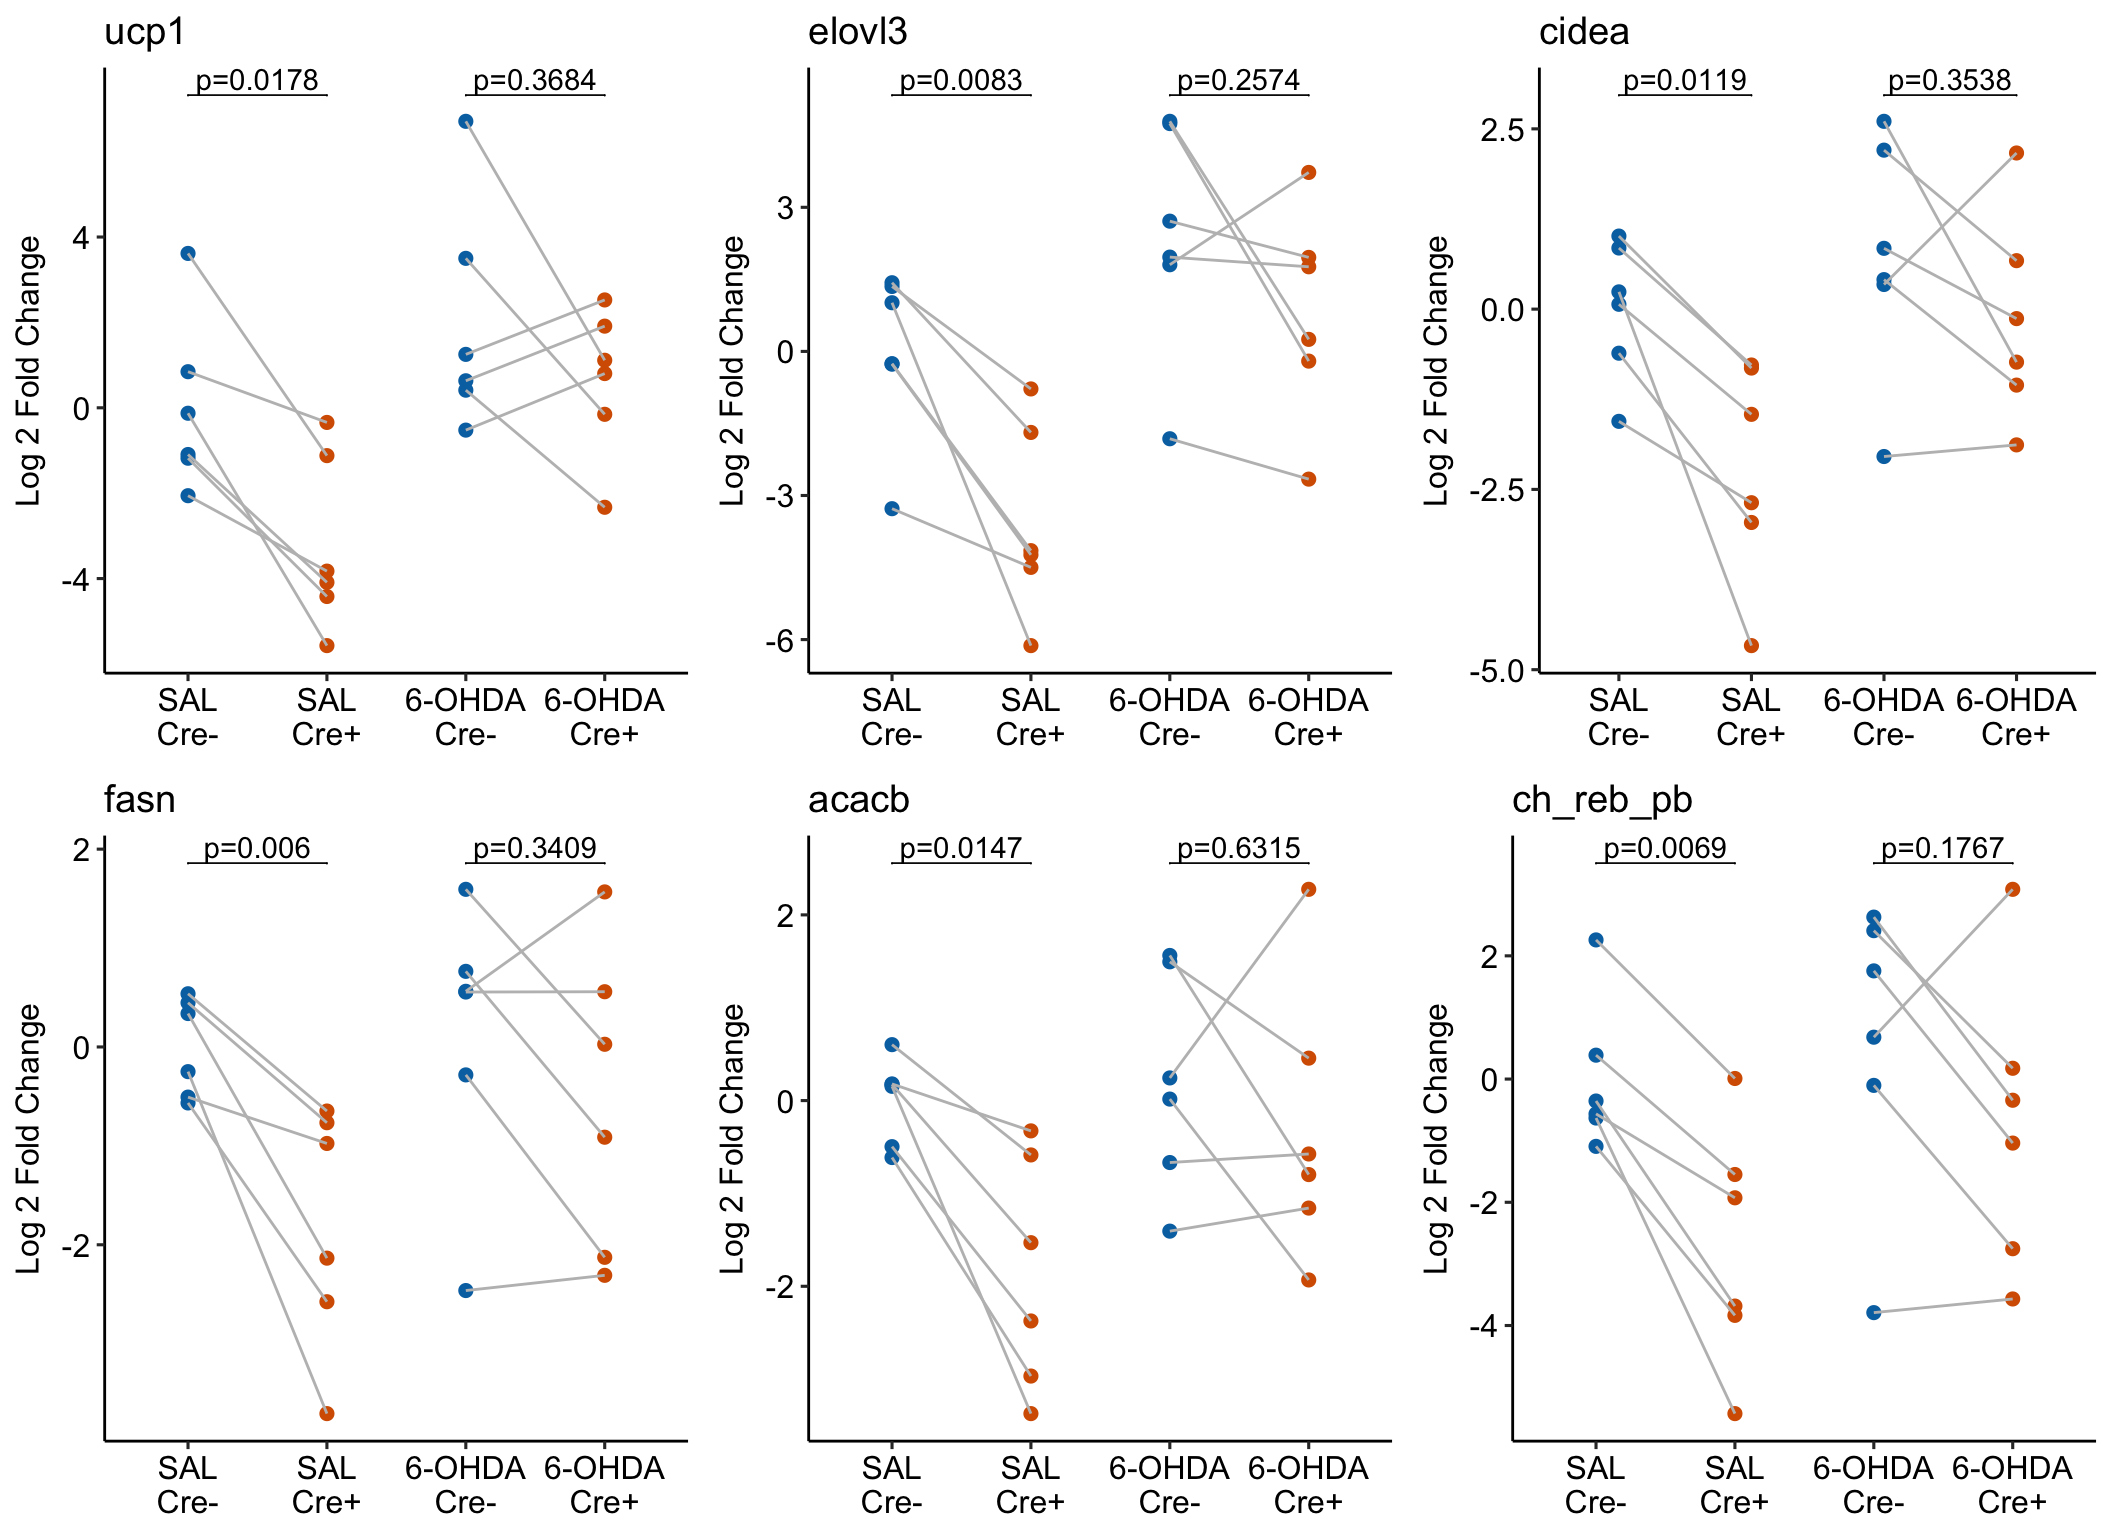 ucp1
p=0.0178
p=0.3684
Log 2 Fold Change
4
0
-4
SAL
Cre-
SAL
Cre+
6-OHDA
Cre-
6-OHDA
Cre+
elovl3
p=0.0083
p=0.2574
Log 2 Fold Change
3
0
-3
-6
SAL
Cre-
SAL
Cre+
6-OHDA
Cre-
6-OHDA
Cre+
cidea
p=0.0119
p=0.3538
Log 2 Fold Change
2.5
0.0
-2.5
-5.0
SAL
Cre-
SAL
Cre+
6-OHDA
Cre-
6-OHDA
Cre+
fasn
p=0.006
p=0.3409
Log 2 Fold Change
2
0
-2
SAL
Cre-
SAL
Cre+
6-OHDA
Cre-
6-OHDA
Cre+
acacb
p=0.0147
p=0.6315
Log 2 Fold Change
2
0
-2
SAL
Cre-
SAL
Cre+
6-OHDA
Cre-
6-OHDA
Cre+
ch_reb_pb
p=0.0069
p=0.1767
Log 2 Fold Change
2
0
-2
-4
SAL
Cre-
SAL
Cre+
6-OHDA
Cre-
6-OHDA
Cre+